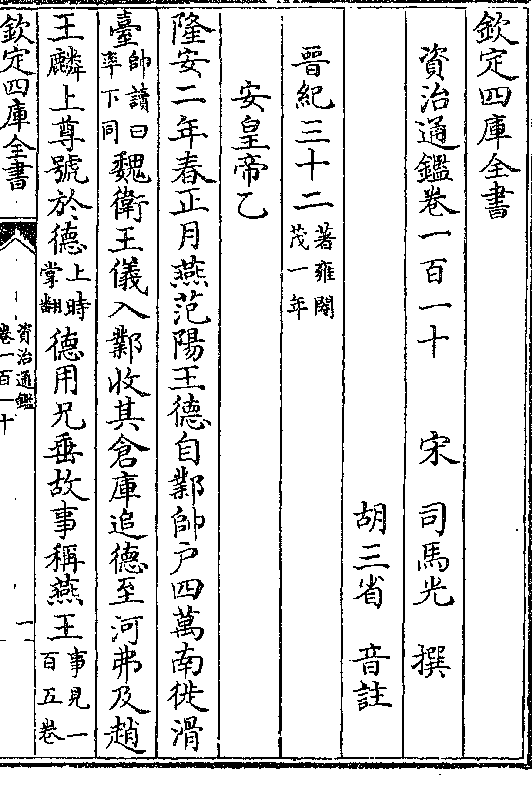 欽定四庫全書
資治通鑑卷一百一十　宋　司馬光　撰
胡三省　音註
晉紀三十二著雍閹茂一年
安皇帝乙
隆安二年春正月燕范陽王德自鄴帥户四萬南徙滑
臺帥讀曰率下同魏衛王儀入鄴收其倉庫追德至河弗及趙
王麟上尊號於德上時掌翻德用兄垂故事稱燕王事見一百五卷
欽定四庫全書
資治通鑑
卷一百一十
一